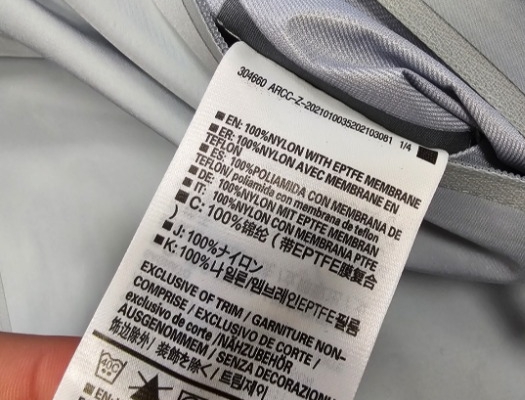 304660 ARCC-Z-2021010035202103081 1/4
■ EN: 100%NYLON WITH EPTFE MEMBRANE
■ FR: 100%NYLON AVEC MEMBRANE EN
TEFLON
■ ES: 100%POLIAMIDA CON MEMBRANA DE
TEFLON/ poliamida con membrana de teflon
■ DE: 100%NYLON WIT EPTFE MEMBRAN
■ IT: 100%NYLON CON MEMBRANA PTFE
■ C: 100%锦纶 (带EPTFE膜复合
)
■ J: 100%ナイロン
■ K: 100%나일론/멤브레인EPTFE필름
EXCLUSIVE OF TRIM / GARNITURE NON-
COMPRISE / EXCLUSIVO DE CORTE /
exclusivo de corte /NÄHZUBEHÖR
AUSGENOMMEM / SENZA DECORAZIONI
饰边除外/ 装飾を除く/ 트림제외
40C
■ EN: